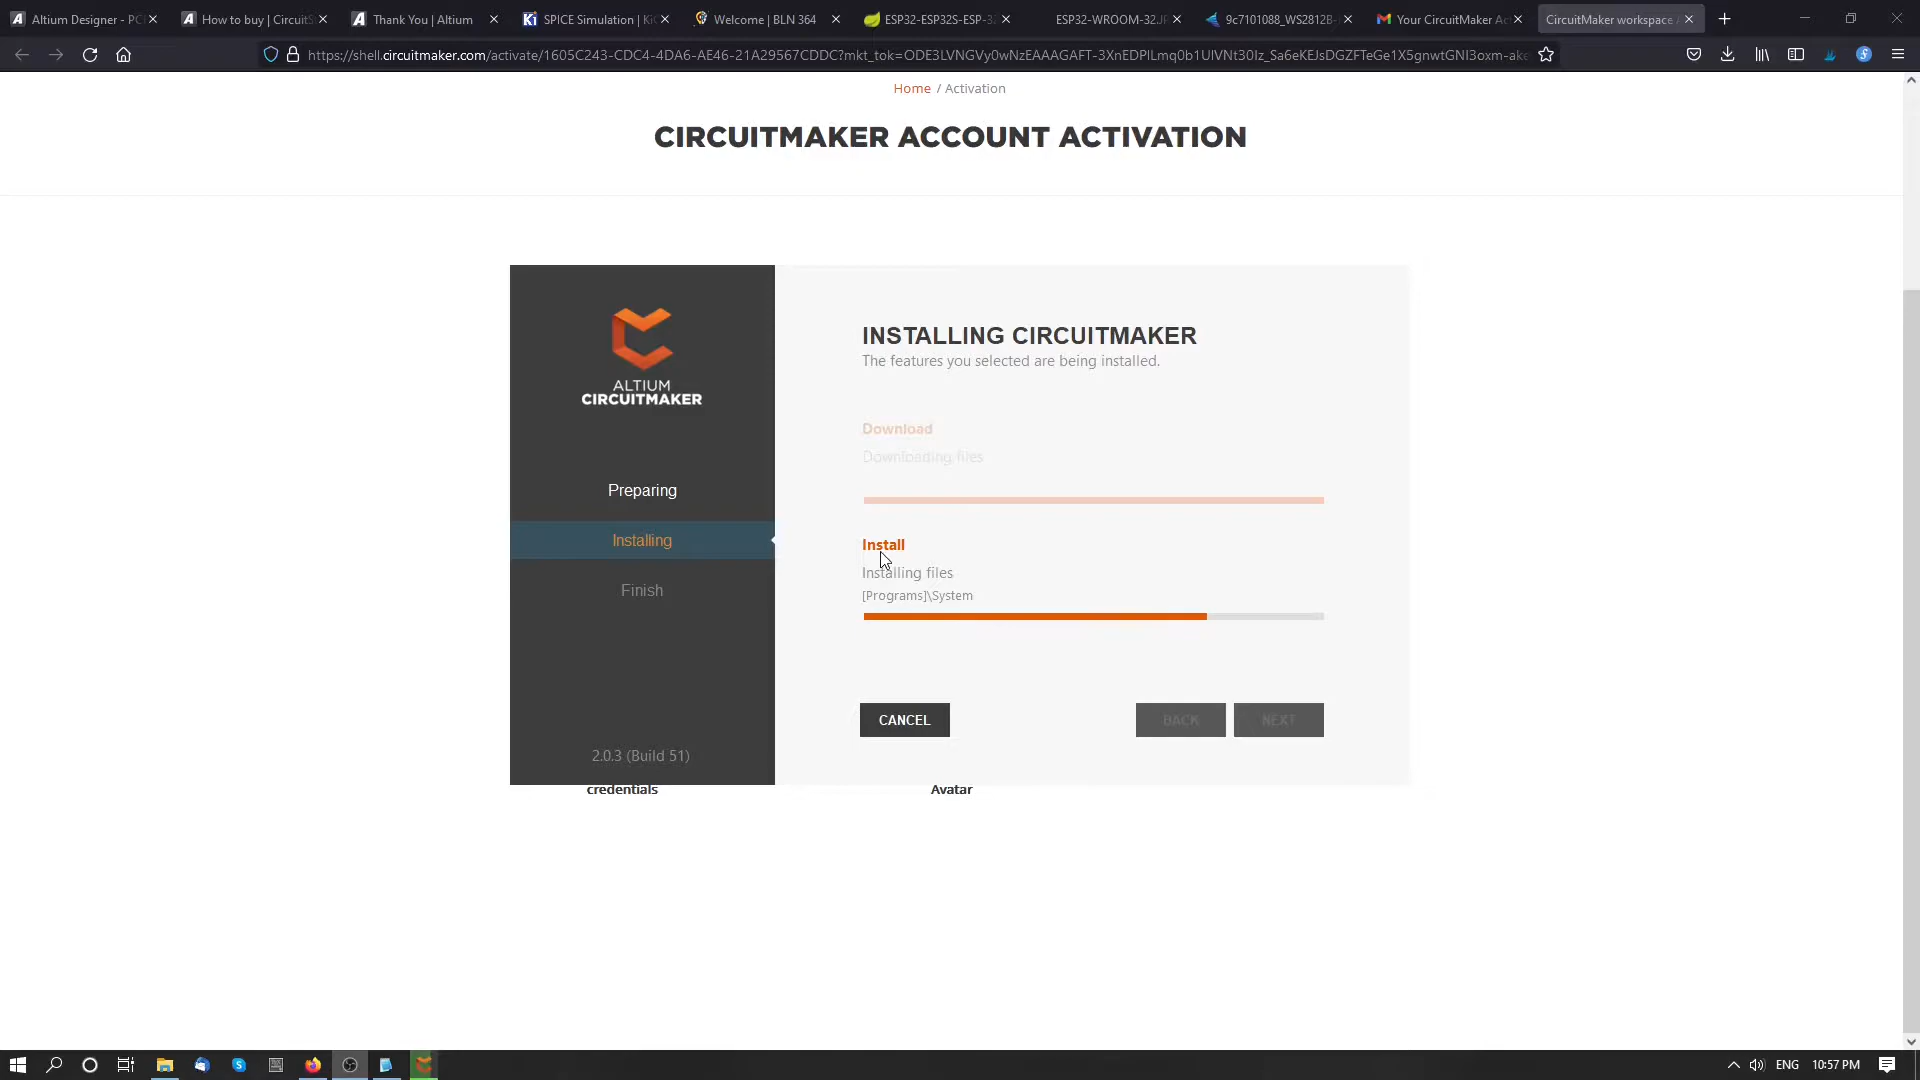 Altium Designer - PC
How to buy | CircuitS
Thank You | Altium
SPICE Simulation | Ki
Welcome | BLN 364
ESP32-ESP32S-ESP-3
ESP32-WROOM-32.
9c7101088_WS2812B-
Your CircuitMaker Ac
CircuitMaker workspace
Home / Activation
CIRCUITMAKER ACCOUNT ACTIVATION
ALTIUM
CIRCUITMAKER
INSTALLING CIRCUITMAKER
The features you selected are being installed.
Download
Downloading files
Preparing
Installing
Install
Installing files
Finish
[Programs]\System
CANCEL
BACK
NEXT
2.0.3 (Build 51)
credentials
Avatar
ENG
10:57 PM